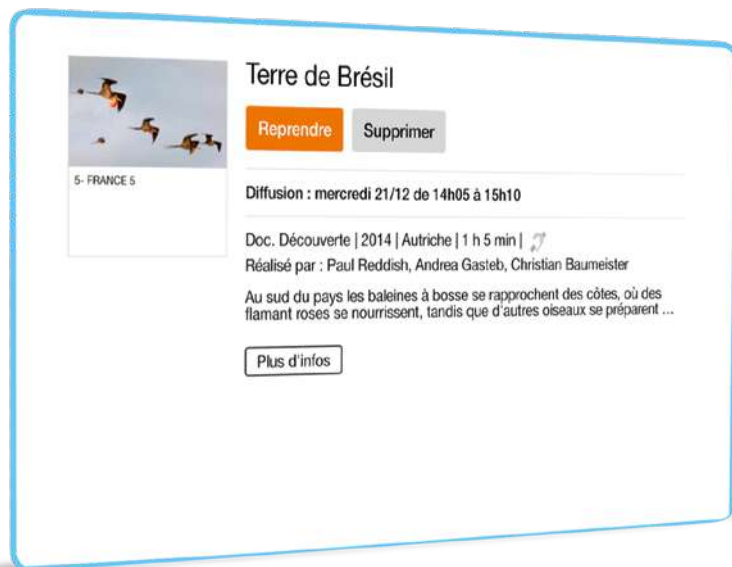 Terre de Brésil
Reprendre
Supprimer
5- FRANCE 5
Diffusion : mercredi 21/12 de 14h05 à 15h10
Doc. Découverte | 2014 | Autriche | 1 h 5 min |
Réalisé par : Paul Reddish, Andrea Gasteb, Christian Baumeister
Au sud du pays les baleines à bosse se rapprochent des côtes, où des
flamant roses se nourrissent, tandis que d'autres oiseaux se préparent ...
Plus d'infos